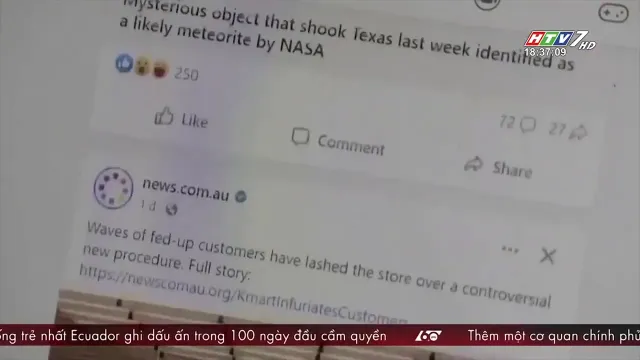 Mysterious object that shook Texas last week identified as
a likely meteorite by NASA
HTV7 HD
18:37:09
250
72
27
Like
Comment
Share
news.com.au
1 d
Waves of fed-up customers have lashed the store over a controversial
new procedure. Full story:
https://newscomau.org/KmartInfuriatesCustomer
ống trẻ nhất Ecuador ghi dấu ấn trong 100 ngày đầu cầm quyền
60
Thêm một cơ quan chính phủ